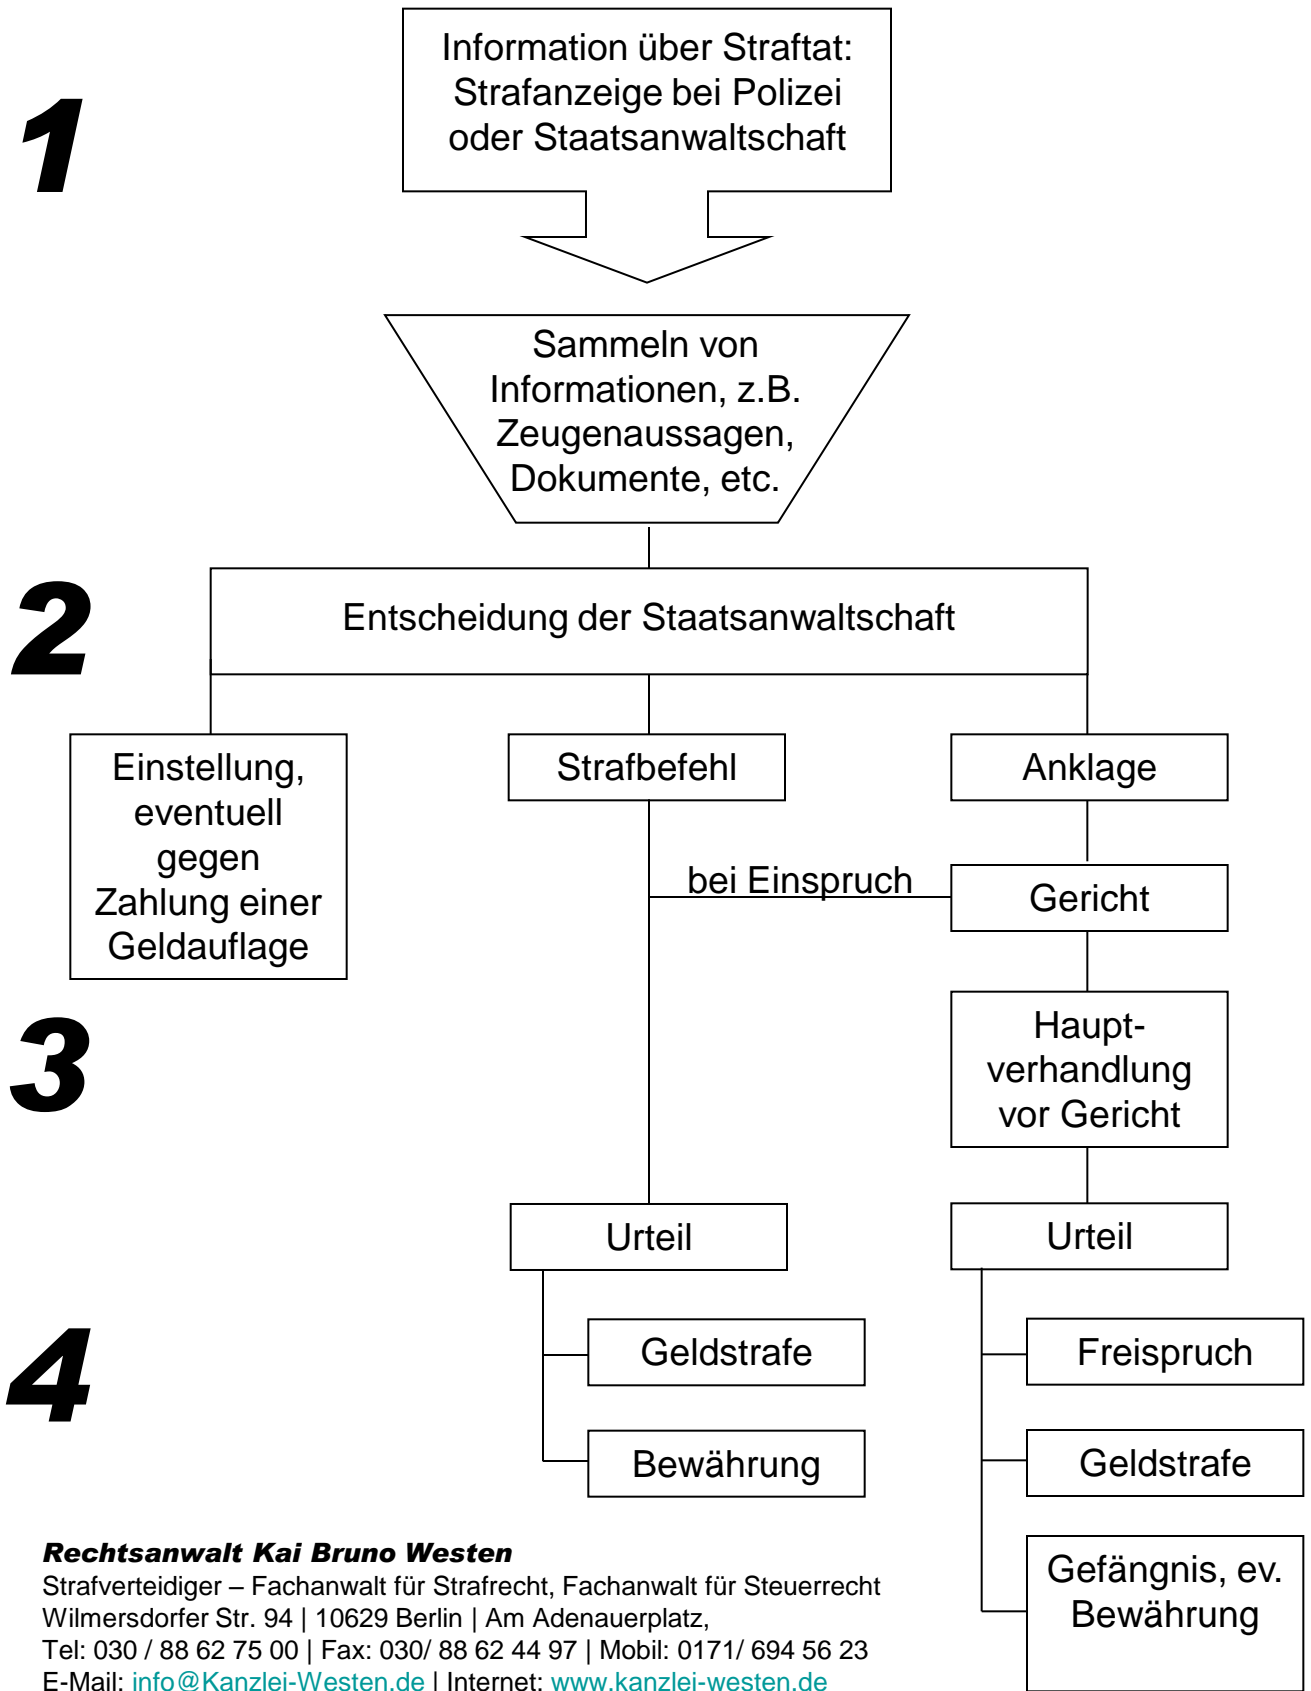 1
Information über Straftat:
Strafanzeige bei Polizei
oder Staatsanwaltschaft
Sammeln von
Informationen, z.B.
Zeugenaussagen,
Dokumente, etc.
2
Entscheidung der Staatsanwaltschaft
Einstellung,
eventuell
gegen
Zahlung einer
Geldauflage
Strafbefehl
Anklage
bei Einspruch
Gericht
3
Haupt-
verhandlung
vor Gericht
Urteil
Urteil
4
Geldstrafe
Bewährung
Freispruch
Geldstrafe
Gefängnis, ev.
Bewährung
Rechtsanwalt Kai Bruno Westen
Strafverteidiger – Fachanwalt für Strafrecht, Fachanwalt für Steuerrecht
Wilmersdorfer Str. 94 | 10629 Berlin | Am Adenauerplatz,
Tel: 030 / 88 62 75 00 | Fax: 030/ 88 62 44 97 | Mobil: 0171/ 694 56 23
E-Mail: info@Kanzlei-Westen.de | Internet: www.kanzlei-westen.de